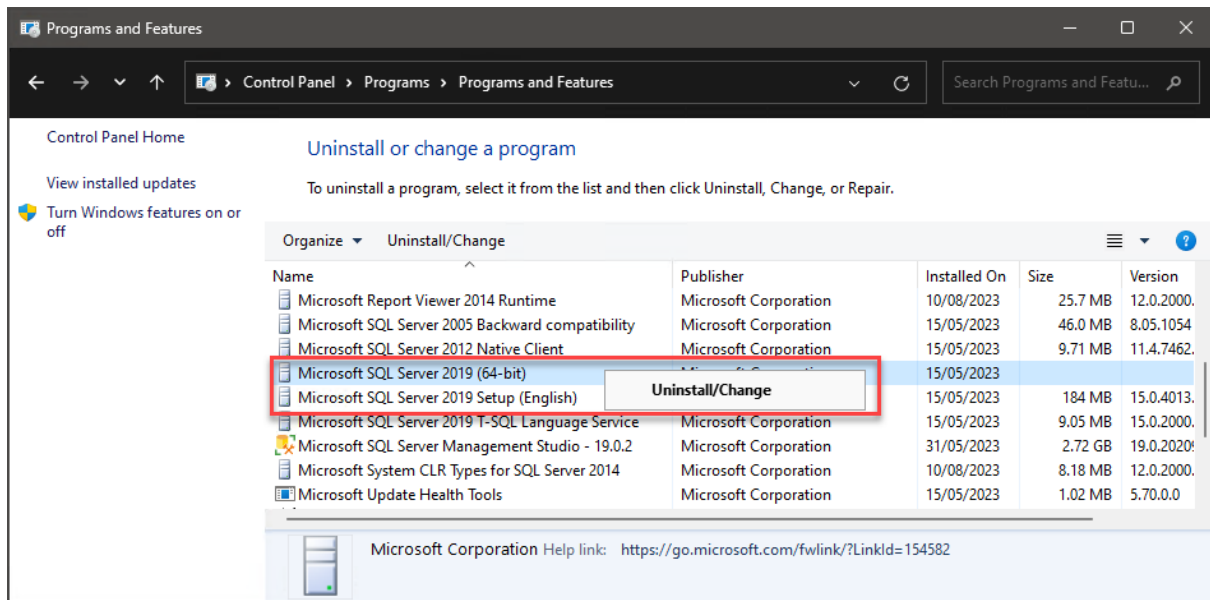 Programs and Features
Control Panel > Programs > Programs and Features
Search Programs and Featu...
Control Panel Home
View installed updates
Turn Windows features on or
off
Uninstall or change a program
To uninstall a program, select it from the list and then click Uninstall, Change, or Repair.
Organize Uninstall/Change
Name Publisher Installed On Size Version
Microsoft Report Viewer 2014 Runtime Microsoft Corporation 10/08/2023 25.7 MB 12.0.2000.
Microsoft SQL Server 2005 Backward compatibility Microsoft Corporation 15/05/2023 46.0 MB 8.05.1054
Microsoft SQL Server 2012 Native Client Microsoft Corporation 15/05/2023 9.71 MB 11.4.7462.
Microsoft SQL Server 2019 (64-bit) 15/05/2023
Uninstall/Change
Microsoft SQL Server 2019 Setup (English) 15/05/2023 184 MB 15.0.4013.
Microsoft SQL Server 2019 T-SQL Language Service Microsoft Corporation 15/05/2023 9.05 MB 15.0.2000.
Microsoft SQL Server Management Studio - 19.0.2 Microsoft Corporation 31/05/2023 2.72 GB 19.0.20209
Microsoft System CLR Types for SQL Server 2014 Microsoft Corporation 10/08/2023 8.18 MB 12.0.2000.
Microsoft Update Health Tools Microsoft Corporation 15/05/2023 1.02 MB 5.70.0.0
Microsoft Corporation Help link: https://go.microsoft.com/fwlink/?LinkId=154582